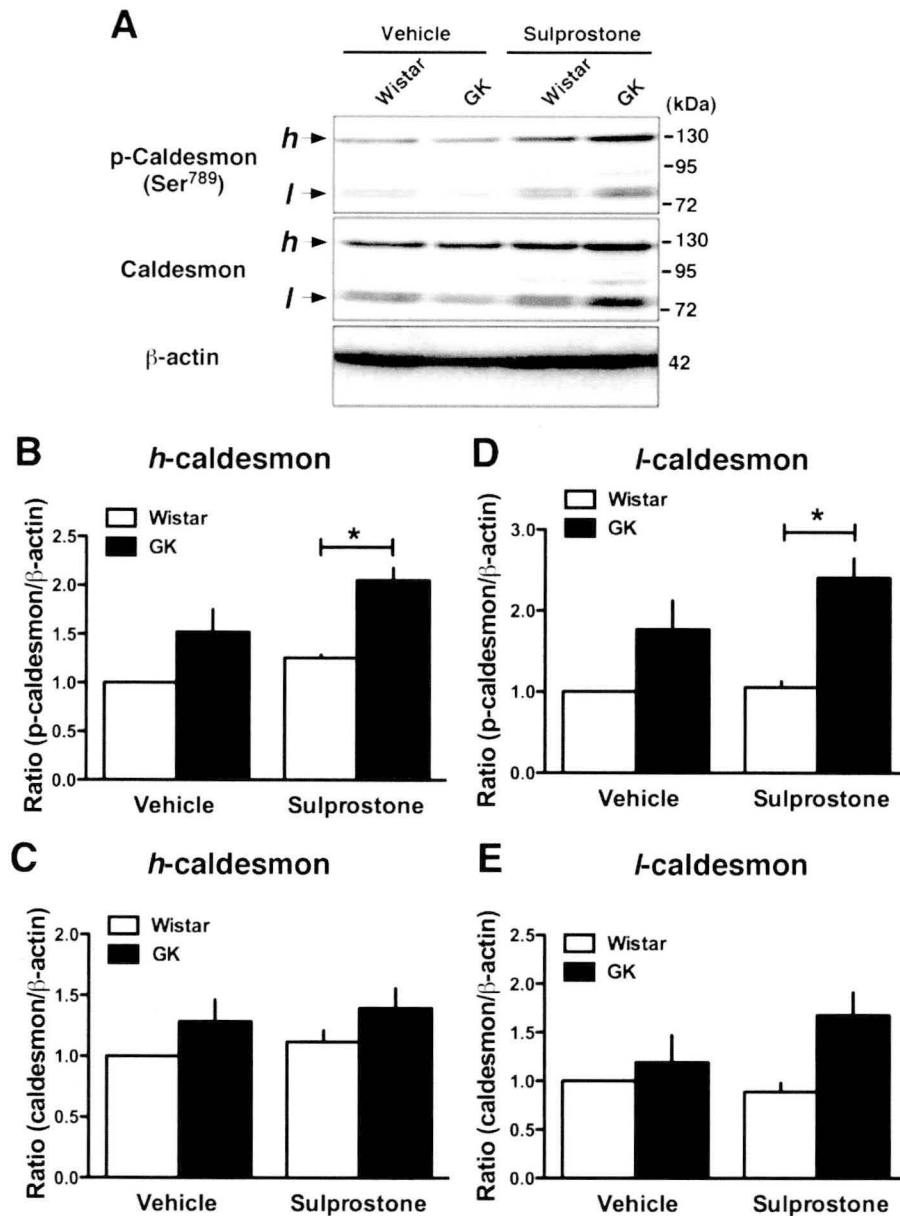 A
Vehicle Sulprostone
Wistar GK Wistar GK (kDa)
h
p-Caldesmon
(Ser789)
l
130
95
72
h
Caldesmon
l
130
95
72
β-actin 42
B h-caldesmon
Ratio (p-caldesmon/β-actin)
Wistar
GK
2.5
2.0
1.5
1.0
0.5
0.0
Vehicle Sulprostone
*
D l-caldesmon
Ratio (p-caldesmon/β-actin)
Wistar
GK
3.0
2.0
1.0
0.0
Vehicle Sulprostone
*
C h-caldesmon
Ratio (caldesmon/β-actin)
Wistar
GK
2.0
1.5
1.0
0.5
0.0
Vehicle Sulprostone
E l-caldesmon
Ratio (caldesmon/β-actin)
Wistar
GK
2.5
2.0
1.5
1.0
0.5
0.0
Vehicle Sulprostone